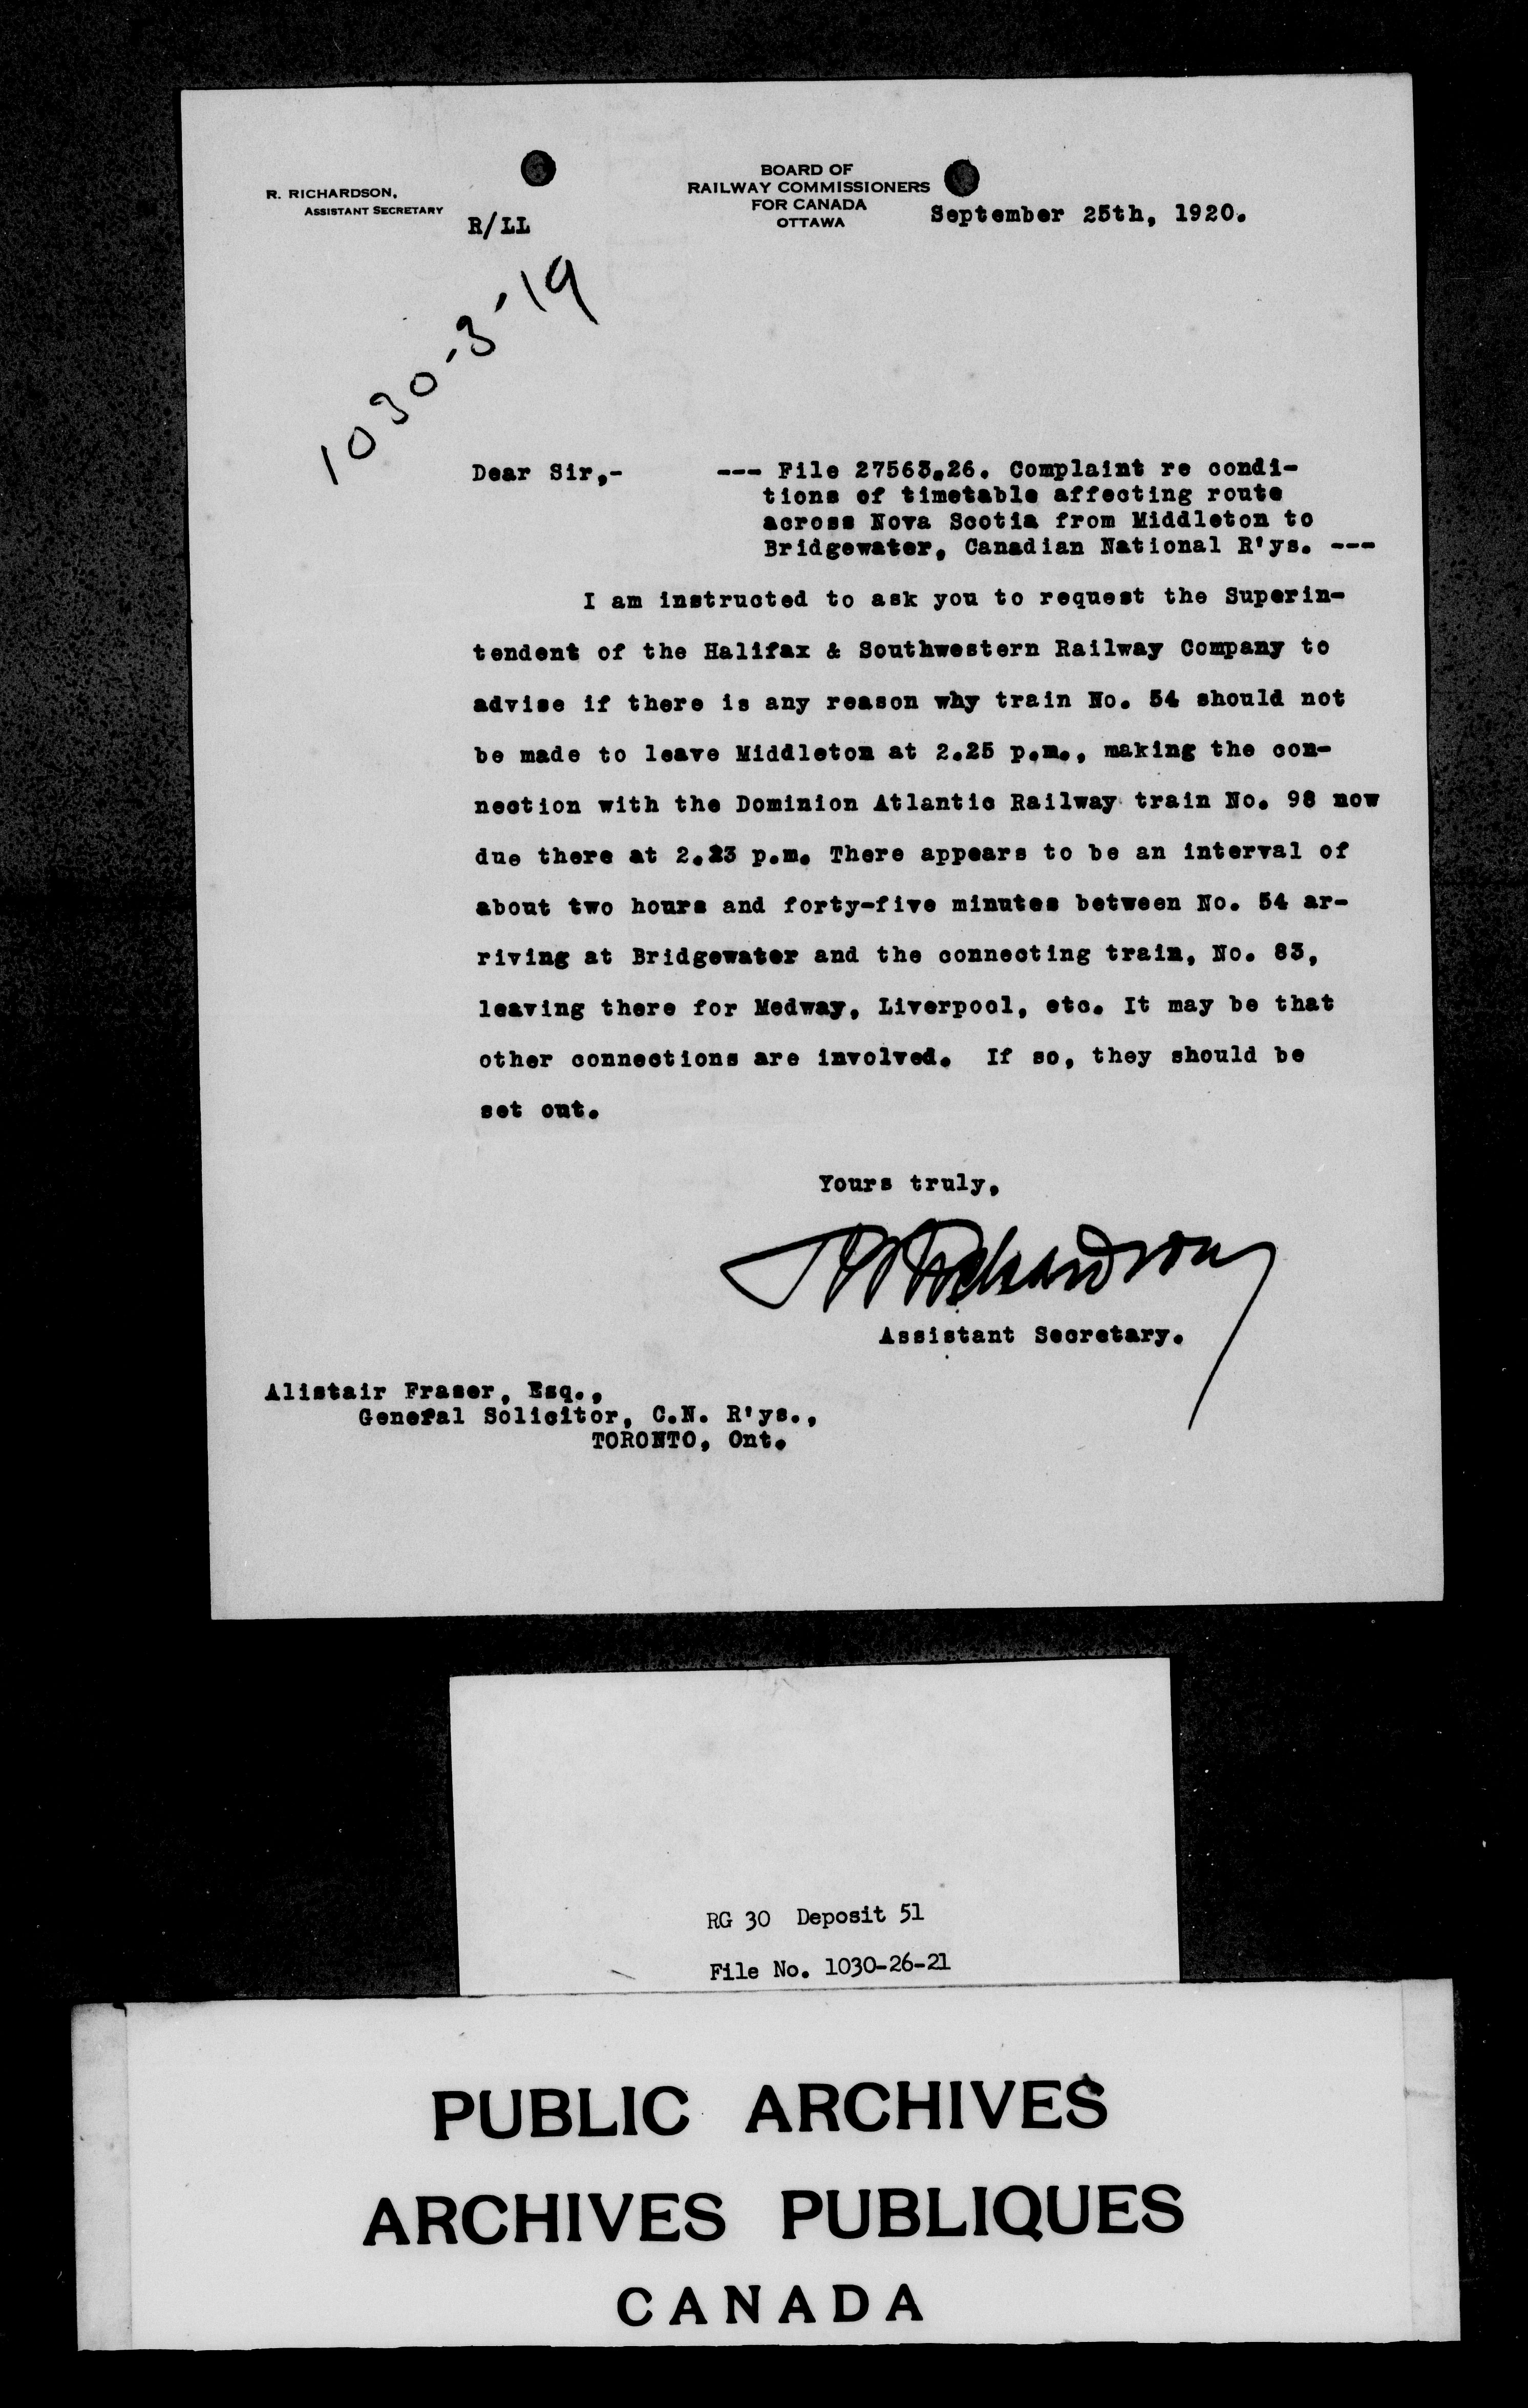 R. RICHARDSON,
ASSISTANT SECRETARY
R/LL
BOARD OF
RAILWAY COMMISSIONERS
FOR CANADA
OTTAWA
September 25th, 1920.
1030-3-19
Dear Sir,- --- File 27563.26. Complaint re condi-
tions of timetable affecting route
across Nova Scotia from Middleton to
Bridgewater, Canadian National R'ys. ---
I am instructed to ask you to request the Superin-
tendent of the Halifax & Southwestern Railway Company to
advise if there is any reason why train No. 54 should not
be made to leave Middleton at 2.25 p.m., making the con-
nection with the Dominion Atlantic Railway train No. 98 now
due there at 2.23 p.m. There appears to be an interval of
about two hours and forty-five minutes between No. 54 ar-
riving at Bridgewater and the connecting train, No. 83,
leaving there for Medway, Liverpool, etc. It may be that
other connections are involved. If so, they should be
set out.
Yours truly,
R Richardson
Assistant Secretary.
Alistair Fraser, Esq.,
General Solicitor, C.N. R'ys.,
TORONTO, Ont.
RG 30 Deposit 51
File No. 1030-26-21
PUBLIC ARCHIVES
ARCHIVES PUBLIQUES
CANADA